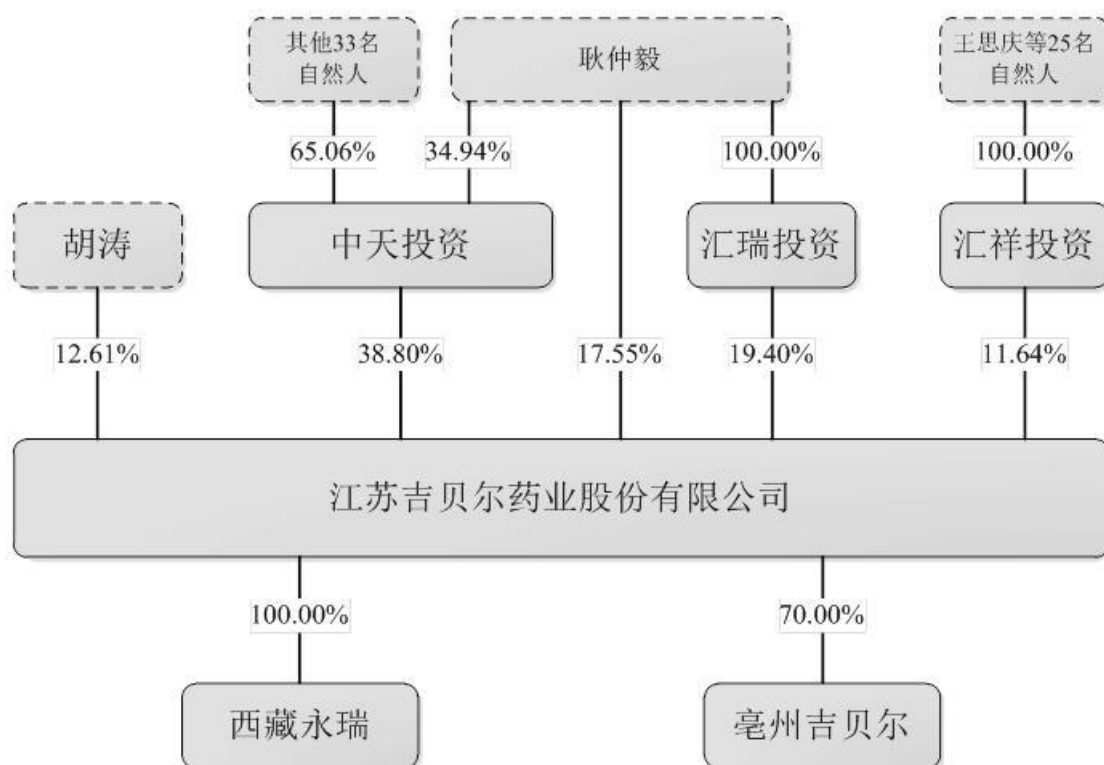 其他33名
自然人
耿仲毅
王思庆等25名
自然人
65.06%
34.94%
100.00%
100.00%
胡涛
中天投资
汇瑞投资
汇祥投资
12.61%
38.80%
17.55%
19.40%
11.64%
江苏吉贝尔药业股份有限公司
100.00%
70.00%
西藏永瑞
亳州吉贝尔